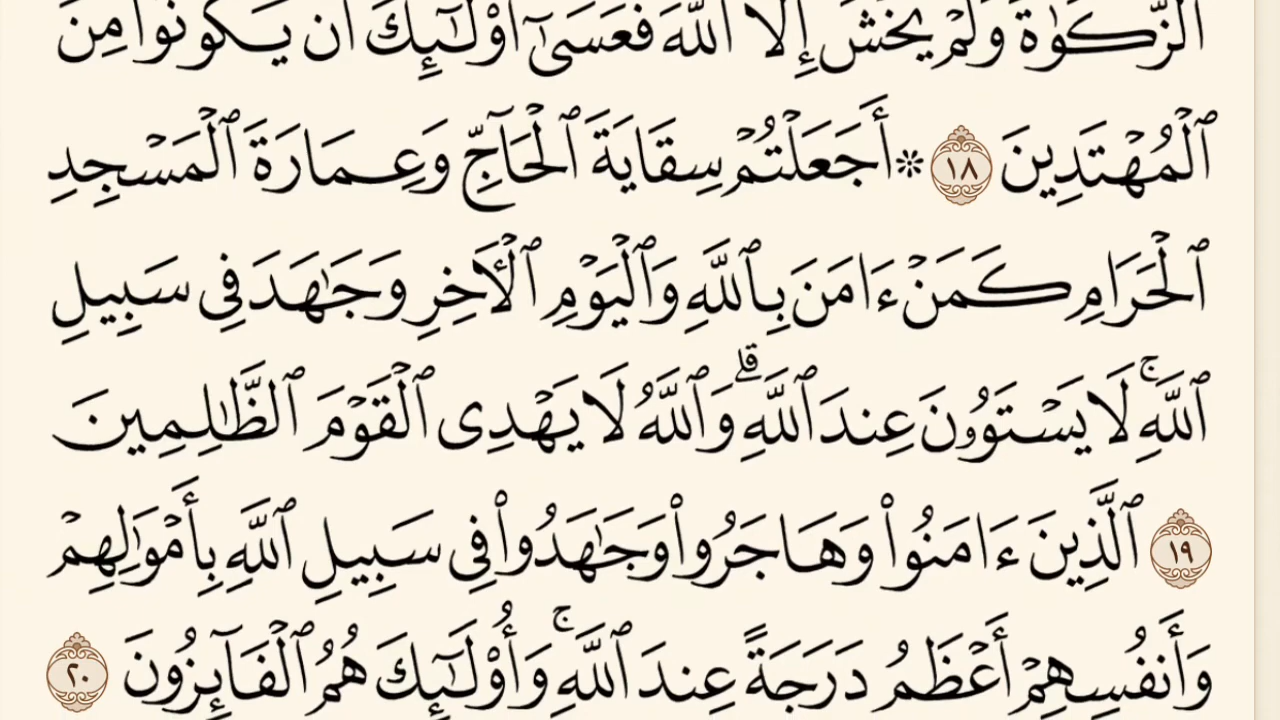 ٱلزَّكَوٰةَ وَلَمْ يَخْشَ إِلَّا ٱللَّهَ فَعَسَىٰٓ أُو۟لَـٰٓئِكَ أَن يَكُونُوا۟ مِنَ
ٱلْمُهْتَدِينَ ١٨ ۞ أَجَعَلْتُمْ سِقَايَةَ ٱلْحَآجِّ وَعِمَارَةَ ٱلْمَسْجِدِ
ٱلْحَرَامِ كَمَنْ ءَامَنَ بِٱللَّهِ وَٱلْيَوْمِ ٱلْـَٔاخِرِ وَجَـٰهَدَ فِى سَبِيلِ
ٱللَّهِ ۚ لَا يَسْتَوُۥنَ عِندَ ٱللَّهِ ۗ وَٱللَّهُ لَا يَهْدِى ٱلْقَوْمَ ٱلظَّـٰلِمِينَ
١٩ ٱلَّذِينَ ءَامَنُوا۟ وَهَاجَرُوا۟ وَجَـٰهَدُوا۟ فِى سَبِيلِ ٱللَّهِ بِأَمْوَٰلِهِمْ
وَأَنفُسِهِمْ أَعْظَمُ دَرَجَةً عِندَ ٱللَّهِ ۚ وَأُو۟لَـٰٓئِكَ هُمُ ٱلْفَآئِزُونَ ٢٠